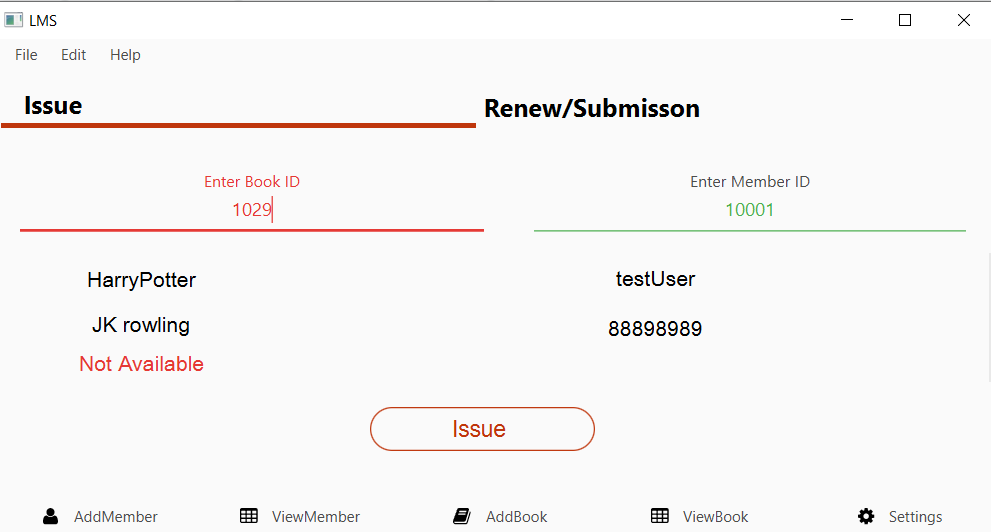 LMS
File Edit Help
Issue
Renew/Submisson
Enter Book ID
1029
Enter Member ID
10001
HarryPotter
JK rowling
Not Available
testUser
88898989
Issue
AddMember ViewMember AddBook ViewBook Settings